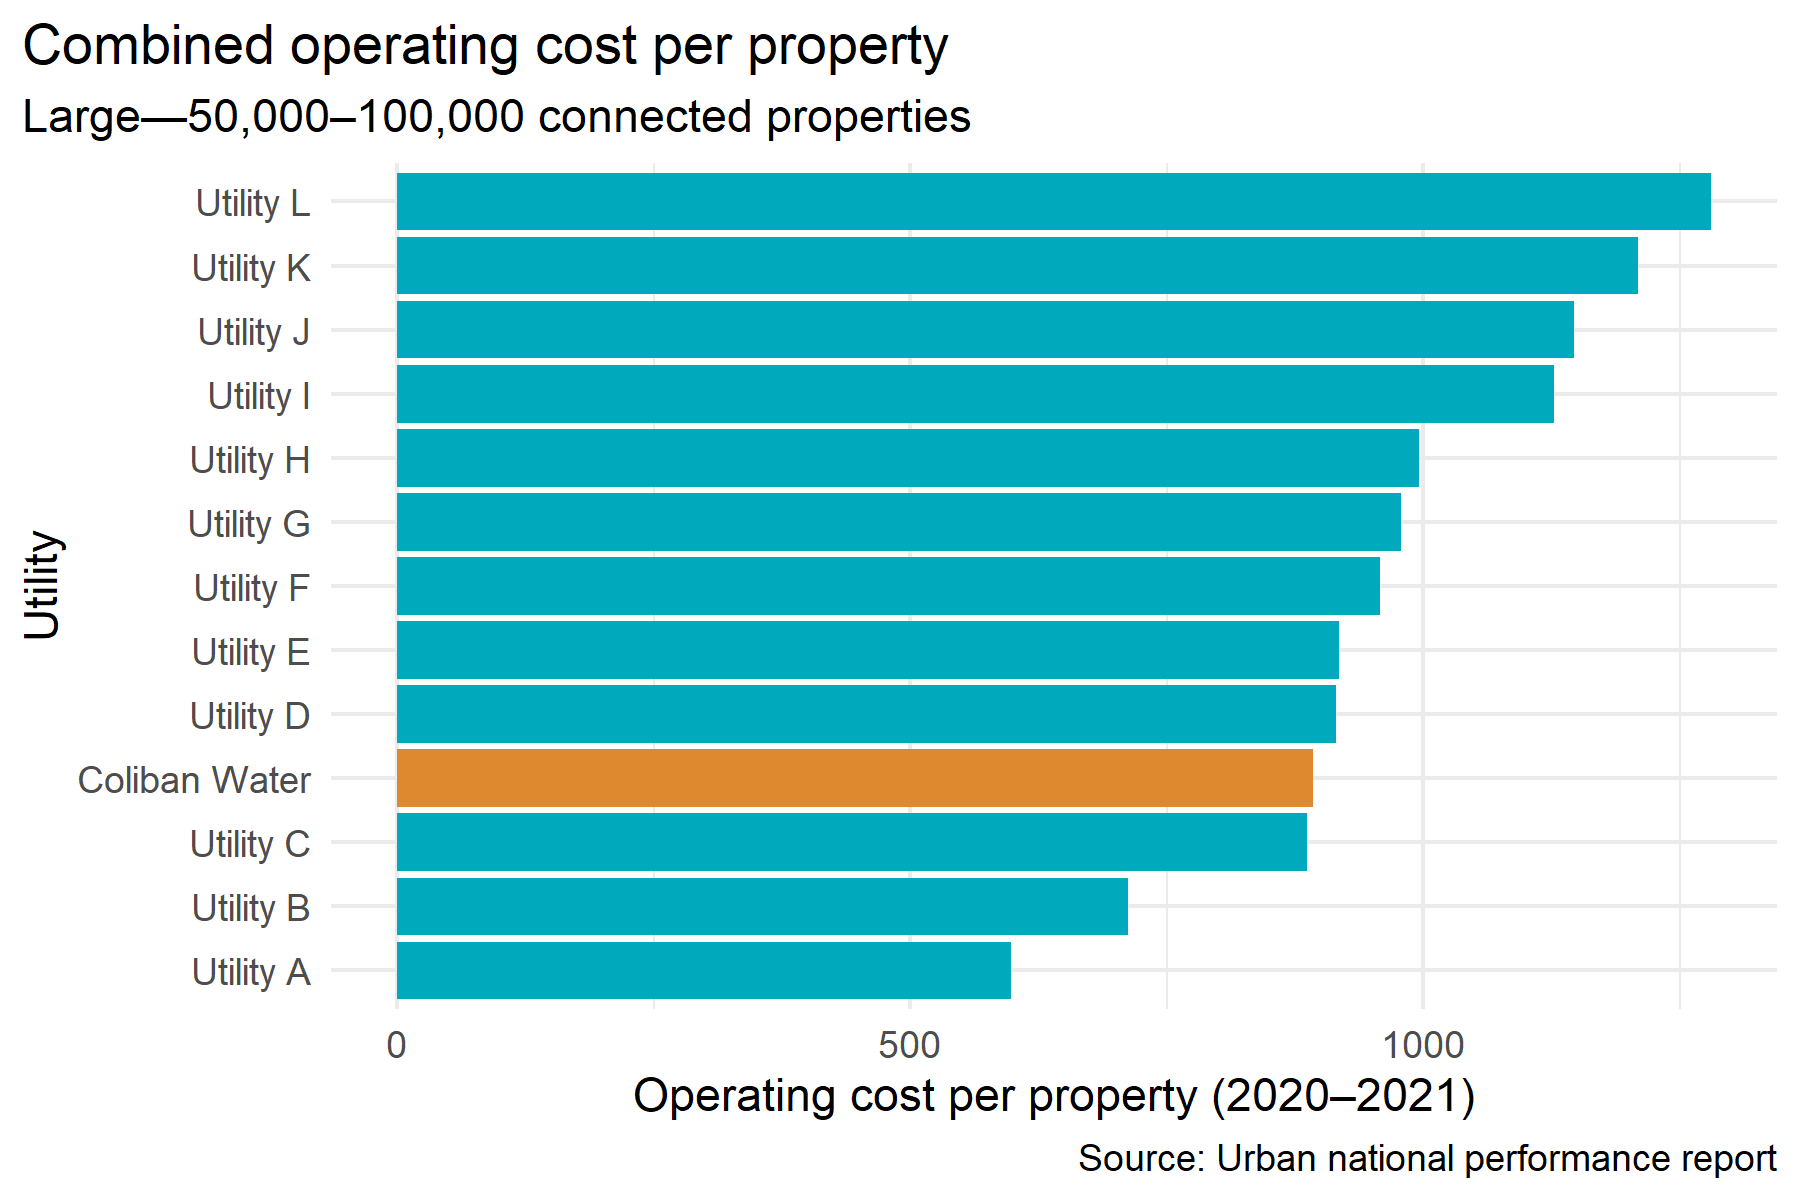 Combined operating cost per property
Large—50,000–100,000 connected properties
Utility
Utility L
Utility K
Utility J
Utility I
Utility H
Utility G
Utility F
Utility E
Utility D
Coliban Water
Utility C
Utility B
Utility A
0 500 1000
Operating cost per property (2020–2021)
Source: Urban national performance report